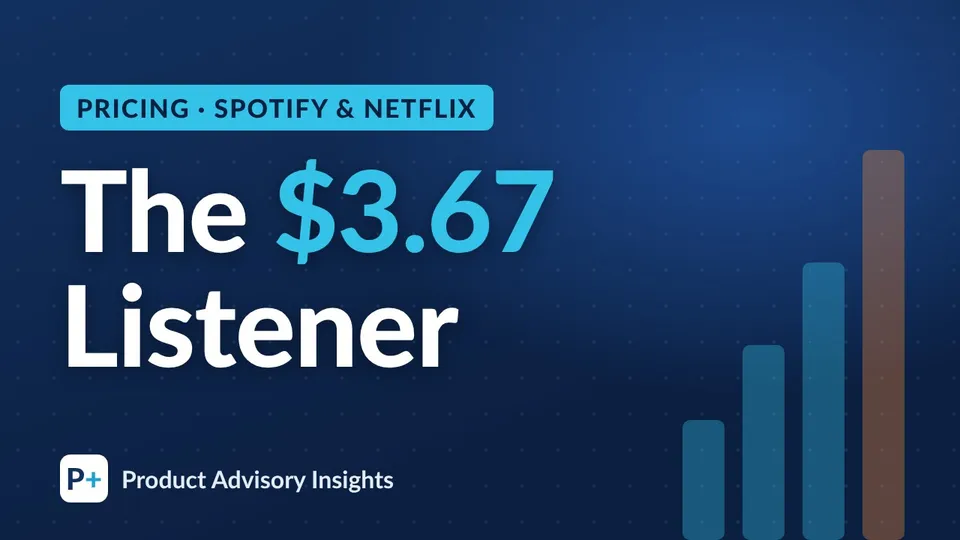 PRICING · SPOTIFY & NETFLIX
The $3.67
Listener
P+ Product Advisory Insights